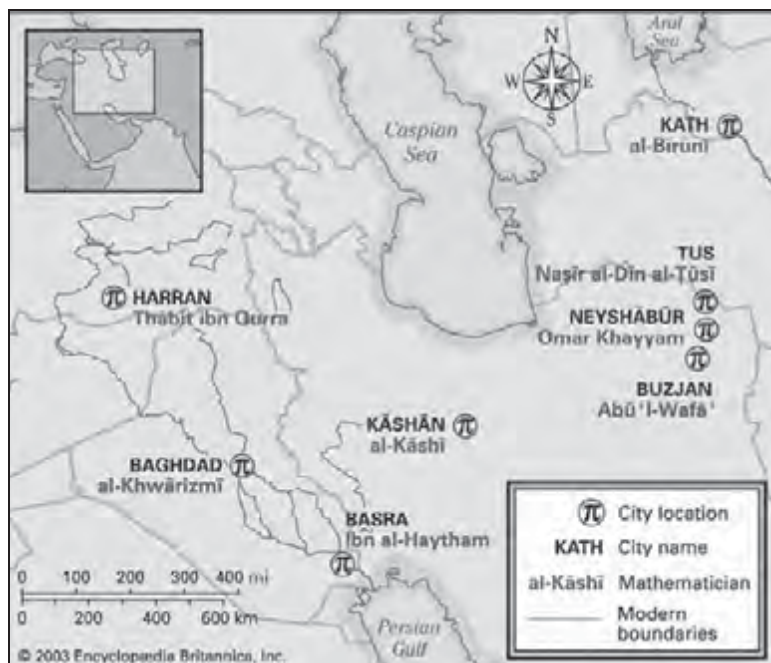 Aral
Sea
N
W E
S
Caspian
Sea
KATH π
al-Bīrūnī
TUS
Naṣīr al-Dīn al-Ṭūsī
π
π HARRAN
Thābit ibn Qurra
NEYSHĀBŪR
Omar Khayyam π
π
BUZJAN
Abū 'l-Wafā'
KĀSHĀN π
al-Kāshī
BAGHDAD π
al-Khwārizmī
BASRA
Ibn al-Haytham
π
π City location
KATH City name
al-Kāshī Mathematician
Modern
boundaries
0 100 200 300 400 mi
0 200 400 600 km
Persian
Gulf
© 2003 Encyclopædia Britannica, Inc.